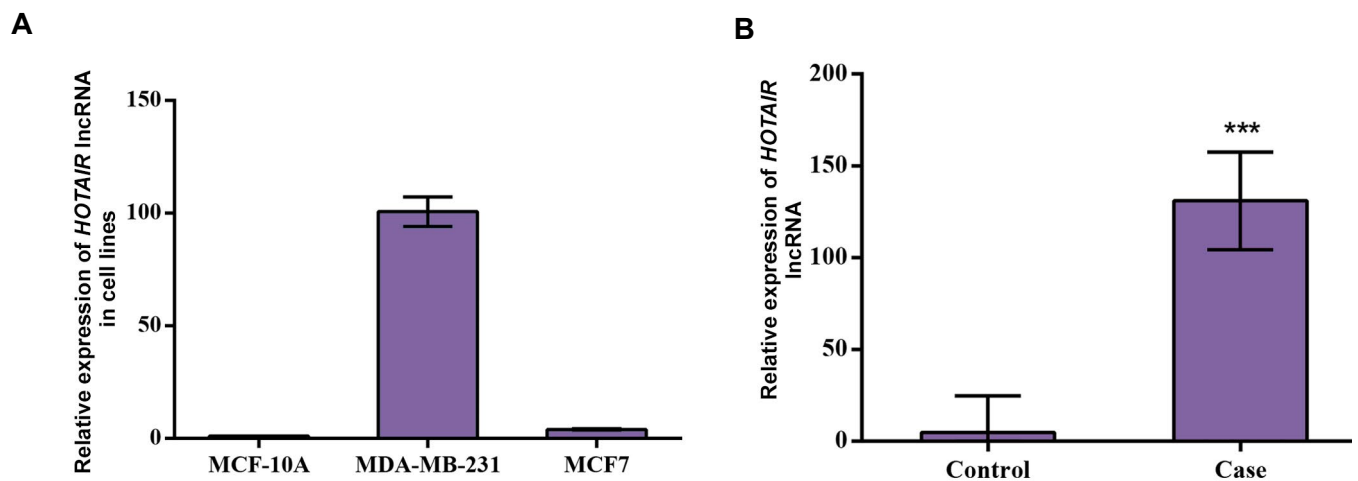 A
Relative expression of HOTAIR lncRNA
in cell lines
150
100
50
0
MCF-10A
MDA-MB-231
MCF7
B
Relative expression of HOTAIR
lncRNA
200
150
100
50
0
***
Control
Case